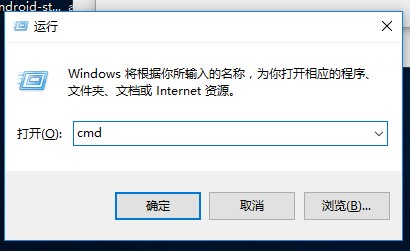 ndroid-st... a
运行
Windows 将根据你所输入的名称，为你打开相应的程序、
文件夹、文档或 Internet 资源。
打开(O): cmd
确定 取消 浏览(B)...